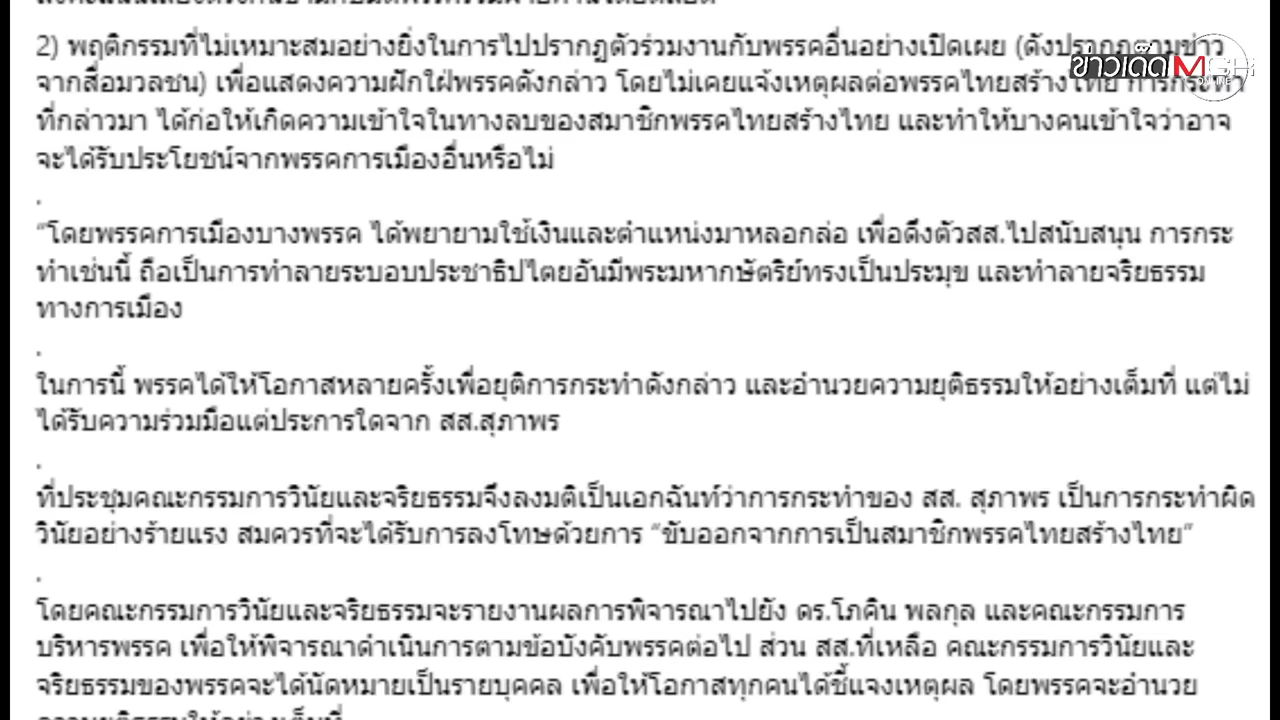 2) พฤติกรรมที่ไม่เหมาะสมอย่างยิ่งในการไปปรากฏตัวร่วมงานกับพรรคอื่นอย่างเปิดเผย (ดังปรากฏตามข่าว
ข่าวเด็ด MGR ONLINE
จากสื่อมวลชน) เพื่อแสดงความฝักใฝ่พรรคดังกล่าว โดยไม่เคยแจ้งเหตุผลต่อพรรคไทยสร้างไทย การกระทำ
ที่กล่าวมา ได้ก่อให้เกิดความเข้าใจในทางลบของสมาชิกพรรคไทยสร้างไทย และทำให้บางคนเข้าใจว่าอาจ
จะได้รับประโยชน์จากพรรคการเมืองอื่นหรือไม่
.
“โดยพรรคการเมืองบางพรรค ได้พยายามใช้เงินและตำแหน่งมาหลอกล่อ เพื่อดึงตัวสส.ไปสนับสนุน การกระ
ทำเช่นนี้ ถือเป็นการทำลายระบอบประชาธิปไตยอันมีพระมหากษัตริย์ทรงเป็นประมุข และทำลายจริยธรรม
ทางการเมือง
.
ในการนี้ พรรคได้ให้โอกาสหลายครั้งเพื่อยุติการกระทำดังกล่าว และอำนวยความยุติธรรมให้อย่างเต็มที่ แต่ไม่
ได้รับความร่วมมือแต่ประการใดจาก สส.สุภาพร
.
ที่ประชุมคณะกรรมการวินัยและจริยธรรมจึงลงมติเป็นเอกฉันท์ว่าการกระทำของ สส. สุภาพร เป็นการกระทำผิด
วินัยอย่างร้ายแรง สมควรที่จะได้รับการลงโทษด้วยการ “ขับออกจากการเป็นสมาชิกพรรคไทยสร้างไทย”
.
โดยคณะกรรมการวินัยและจริยธรรมจะรายงานผลการพิจารณาไปยัง ดร.โภคิน พลกุล และคณะกรรมการ
บริหารพรรค เพื่อให้พิจารณาดำเนินการตามข้อบังคับพรรคต่อไป ส่วน สส.ที่เหลือ คณะกรรมการวินัยและ
จริยธรรมของพรรคจะได้นัดหมายเป็นรายบุคคล เพื่อให้โอกาสทุกคนได้ชี้แจงเหตุผล โดยพรรคจะอำนวย